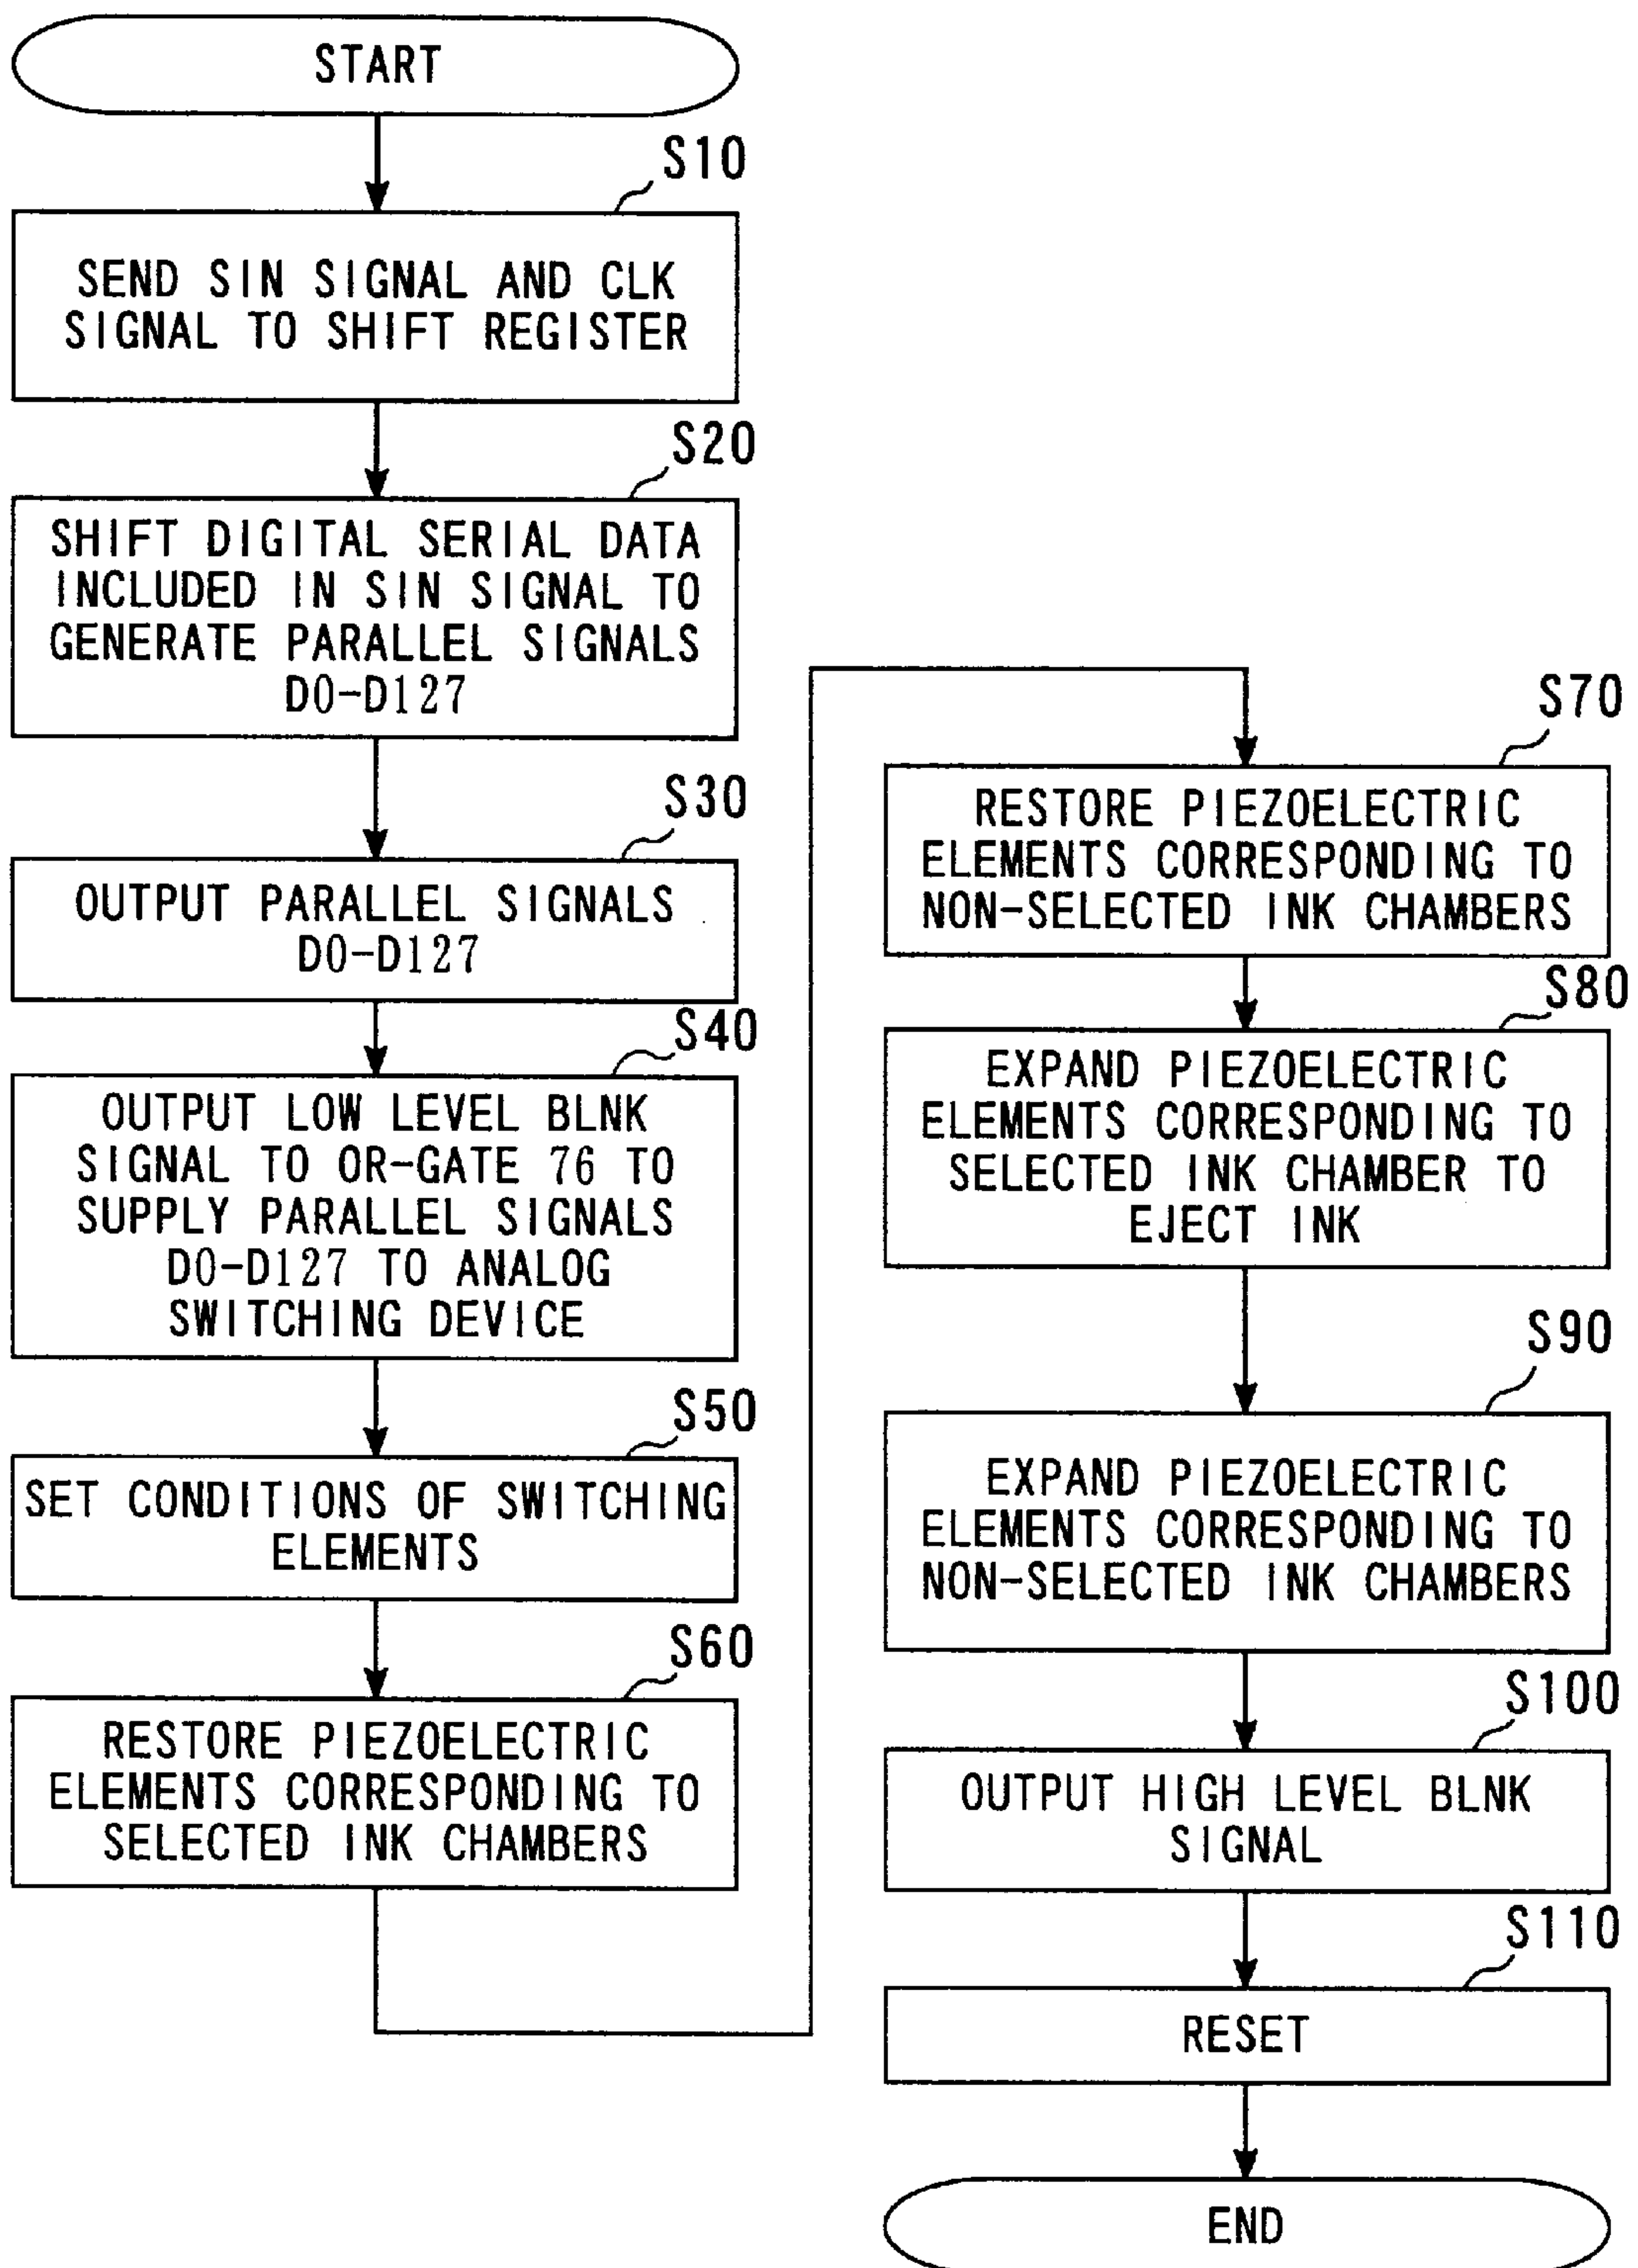 START
S10
SEND SIN SIGNAL AND CLK
SIGNAL TO SHIFT REGISTER
S20
SHIFT DIGITAL SERIAL DATA
INCLUDED IN SIN SIGNAL TO
GENERATE PARALLEL SIGNALS
D0-D127
S30
OUTPUT PARALLEL SIGNALS
D0-D127
S40
OUTPUT LOW LEVEL BLNK
SIGNAL TO OR-GATE 76 TO
SUPPLY PARALLEL SIGNALS
D0-D127 TO ANALOG
SWITCHING DEVICE
S50
SET CONDITIONS OF SWITCHING
ELEMENTS
S60
RESTORE PIEZOELECTRIC
ELEMENTS CORRESPONDING TO
SELECTED INK CHAMBERS
S70
RESTORE PIEZOELECTRIC
ELEMENTS CORRESPONDING TO
NON-SELECTED INK CHAMBERS
S80
EXPAND PIEZOELECTRIC
ELEMENTS CORRESPONDING TO
SELECTED INK CHAMBER TO
EJECT INK
S90
EXPAND PIEZOELECTRIC
ELEMENTS CORRESPONDING TO
NON-SELECTED INK CHAMBERS
S100
OUTPUT HIGH LEVEL BLNK
SIGNAL
S110
RESET
END